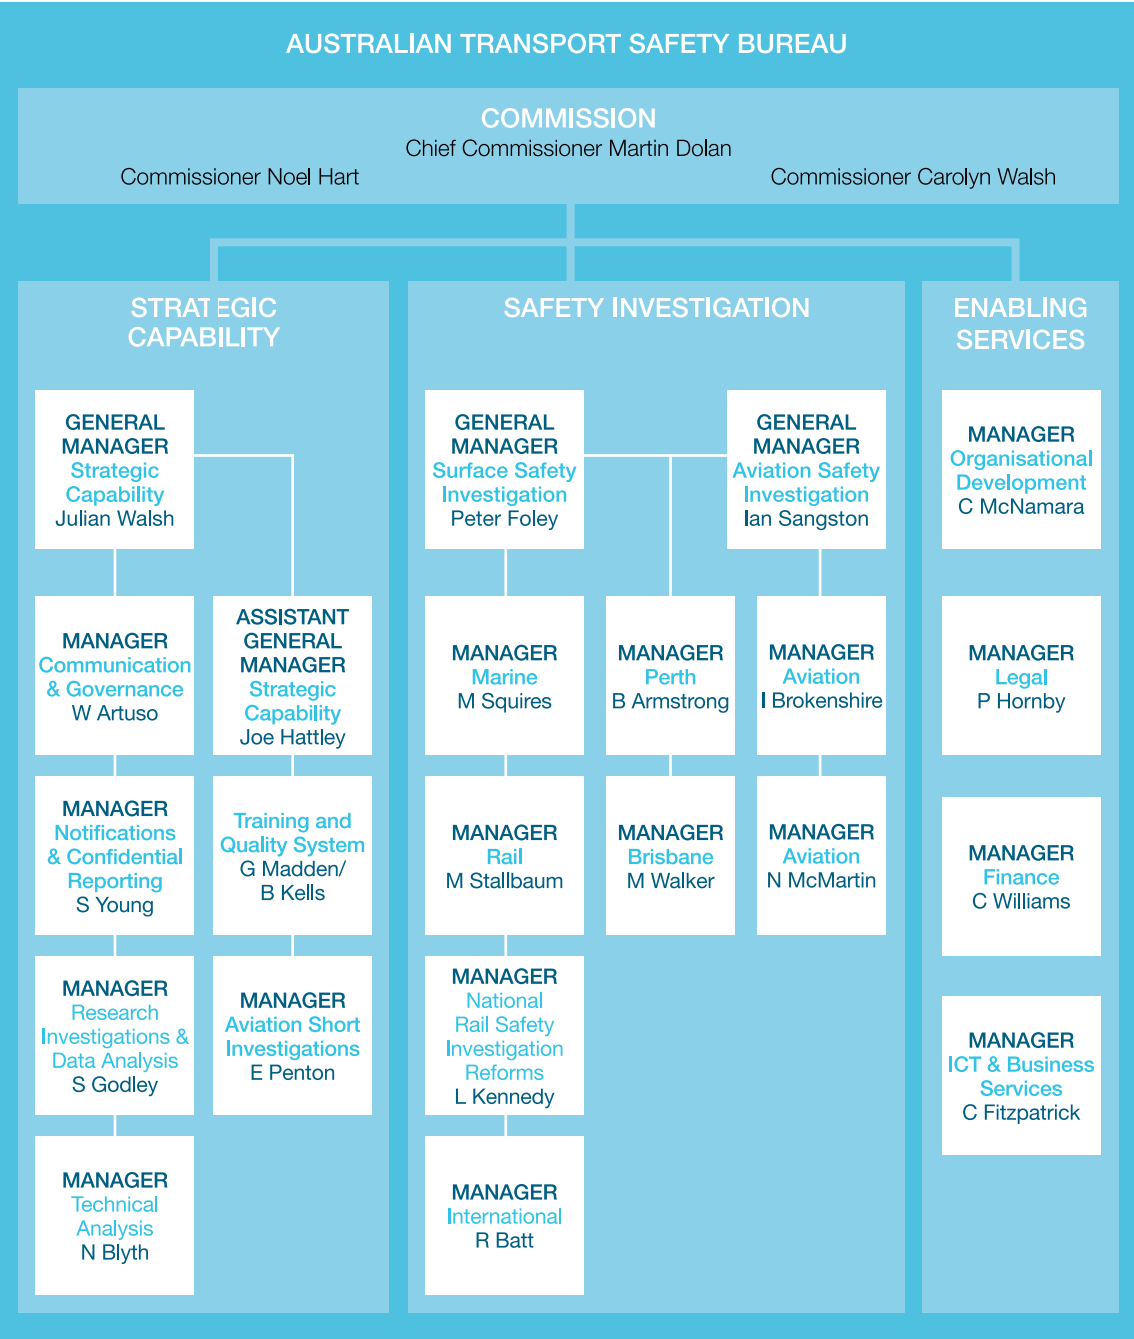 AUSTRALIAN TRANSPORT SAFETY BUREAU
COMMISSION
Chief Commissioner Martin Dolan
Commissioner Noel Hart
Commissioner Carolyn Walsh
STRATEGIC
CAPABILITY
GENERAL
MANAGER
Strategic
Capability
Julian Walsh
MANAGER
Communication
& Governance
W Artuso
ASSISTANT
GENERAL
MANAGER
Strategic
Capability
Joe Hattley
MANAGER
Notifications
& Confidential
Reporting
S Young
Training and
Quality System
G Madden/
B Kells
MANAGER
Research
Investigations &
Data Analysis
S Godley
MANAGER
Aviation Short
Investigations
E Penton
MANAGER
Technical
Analysis
N Blyth
SAFETY INVESTIGATION
GENERAL
MANAGER
Surface Safety
Investigation
Peter Foley
GENERAL
MANAGER
Aviation Safety
Investigation
Ian Sangston
MANAGER
Marine
M Squires
MANAGER
Perth
B Armstrong
MANAGER
Aviation
I Brokenshire
MANAGER
Rail
M Stallbaum
MANAGER
Brisbane
M Walker
MANAGER
Aviation
N McMartin
MANAGER
National
Rail Safety
Investigation
Reforms
L Kennedy
MANAGER
International
R Batt
ENABLING
SERVICES
MANAGER
Organisational
Development
C McNamara
MANAGER
Legal
P Hornby
MANAGER
Finance
C Williams
MANAGER
ICT & Business
Services
C Fitzpatrick